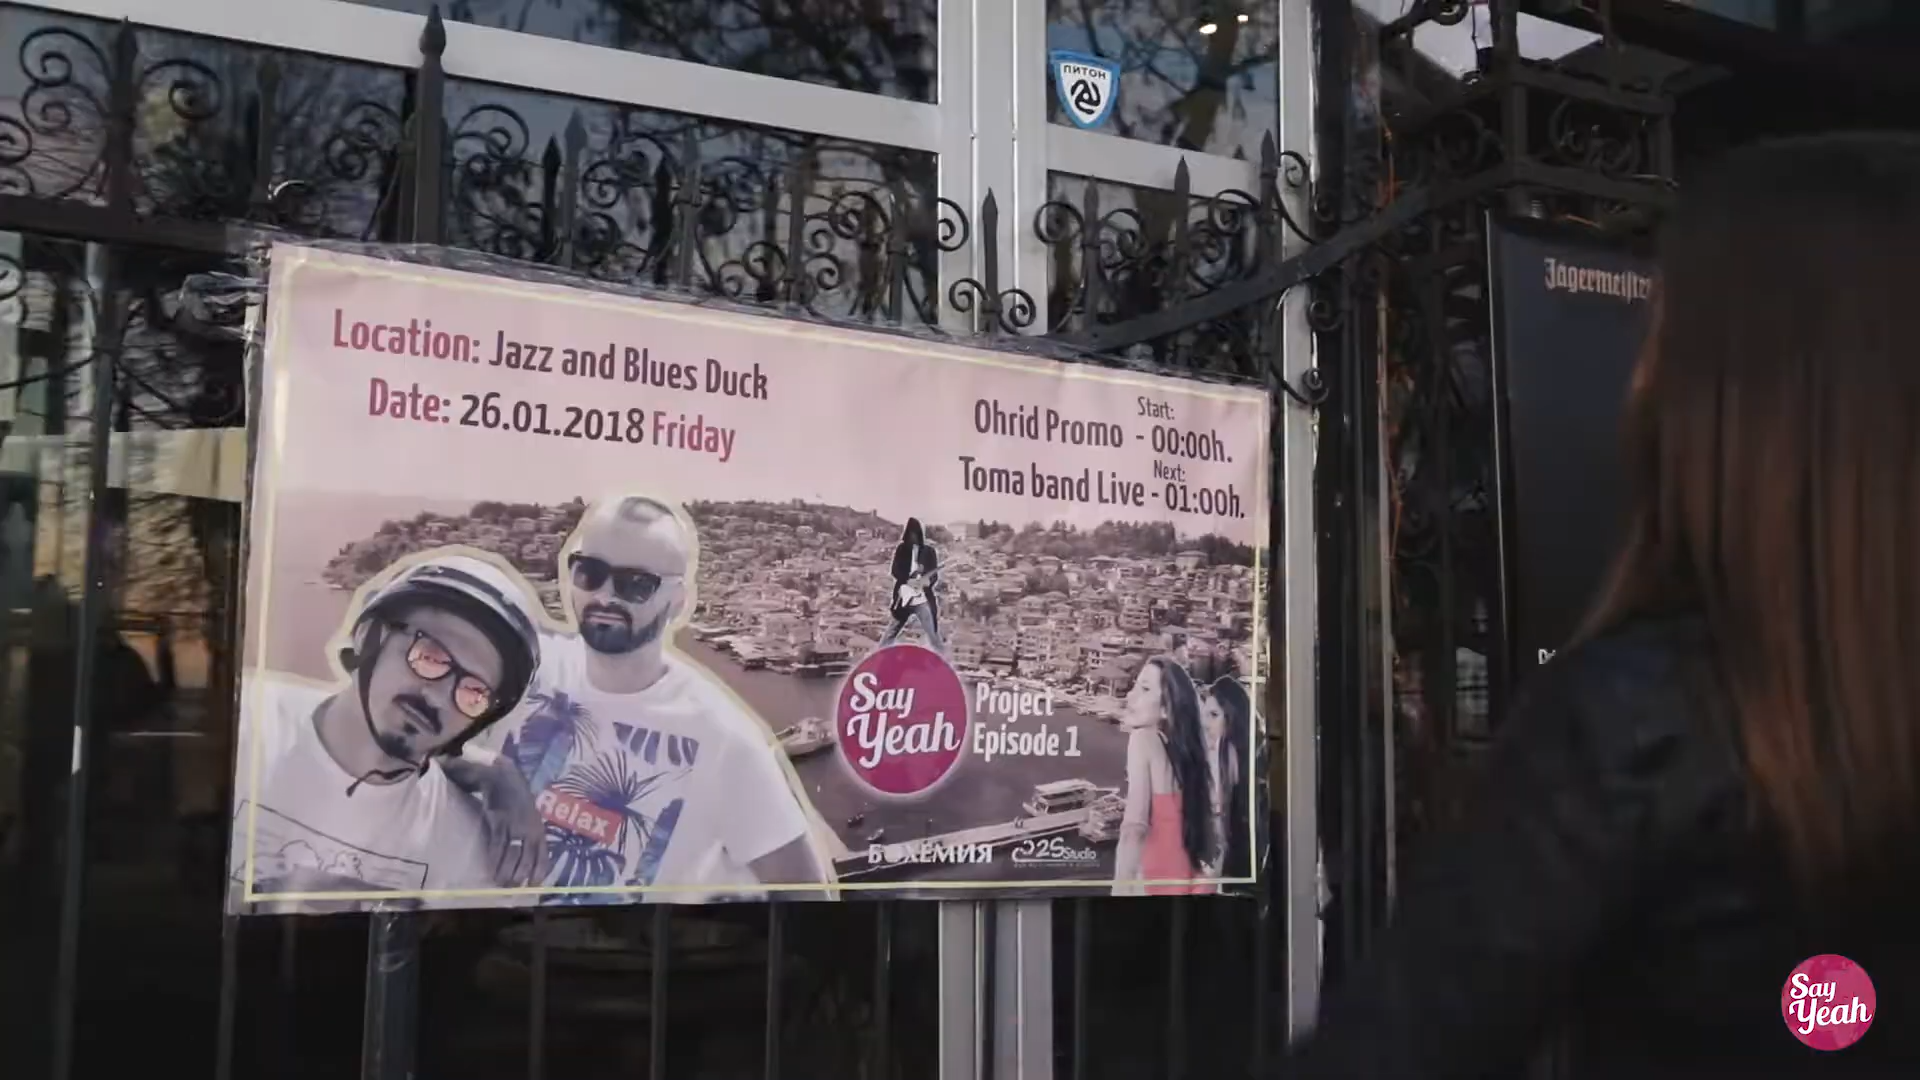 ПИТОН
Jägermeister
Location: Jazz and Blues Duck
Date: 26.01.2018 Friday
Start:
Ohrid Promo - 00:00h.
Next:
Toma band Live - 01:00h.
Say
Yeah
Project
Episode 1
Relax
БОХЕМИЯ
2S Studio
Say
Yeah